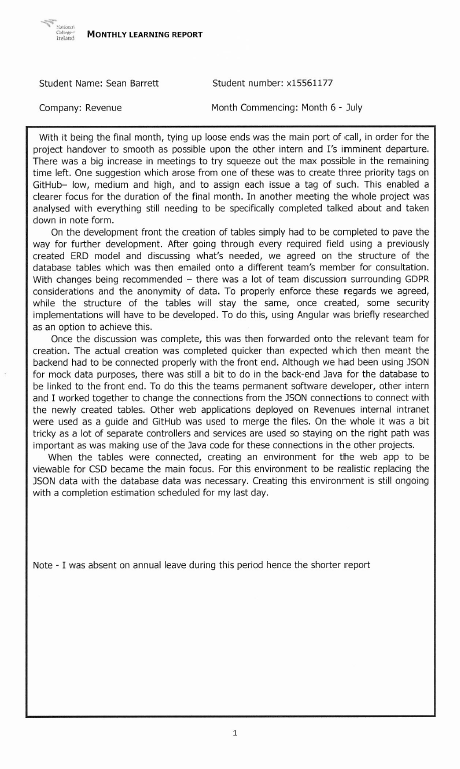 National
College of
Ireland
MONTHLY LEARNING REPORT
Student Name: Sean Barrett
Student number: x15561177
Company: Revenue
Month Commencing: Month 6 - July
With it being the final month, tying up loose ends was the main port of call, in order for the
project handover to smooth as possible upon the other intern and I's imminent departure.
There was a big increase in meetings to try squeeze out the max possible in the remaining
time left. One suggestion which arose from one of these was to create three priority tags on
GitHub– low, medium and high, and to assign each issue a tag of such. This enabled a
clearer focus for the duration of the final month. In another meeting the whole project was
analysed with everything still needing to be specifically completed talked about and taken
down in note form.
On the development front the creation of tables simply had to be completed to pave the
way for further development. After going through every required field using a previously
created ERD model and discussing what's needed, we agreed on the structure of the
database tables which was then emailed onto a different team's member for consultation.
With changes being recommended – there was a lot of team discussion surrounding GDPR
considerations and the anonymity of data. To properly enforce these regards we agreed,
while the structure of the tables will stay the same, once created, some security
implementations will have to be developed. To do this, using Angular was briefly researched
as an option to achieve this.
Once the discussion was complete, this was then forwarded onto the relevant team for
creation. The actual creation was completed quicker than expected which then meant the
backend had to be connected properly with the front end. Although we had been using JSON
for mock data purposes, there was still a bit to do in the back-end Java for the database to
be linked to the front end. To do this the teams permanent software developer, other intern
and I worked together to change the connections from the JSON connections to connect with
the newly created tables. Other web applications deployed on Revenues internal intranet
were used as a guide and GitHub was used to merge the files. On the whole it was a bit
tricky as a lot of separate controllers and services are used so staying on the right path was
important as was making use of the Java code for these connections in the other projects.
When the tables were connected, creating an environment for the web app to be
viewable for CSD became the main focus. For this environment to be realistic replacing the
JSON data with the database data was necessary. Creating this environment is still ongoing
with a completion estimation scheduled for my last day.
Note - I was absent on annual leave during this period hence the shorter report
1